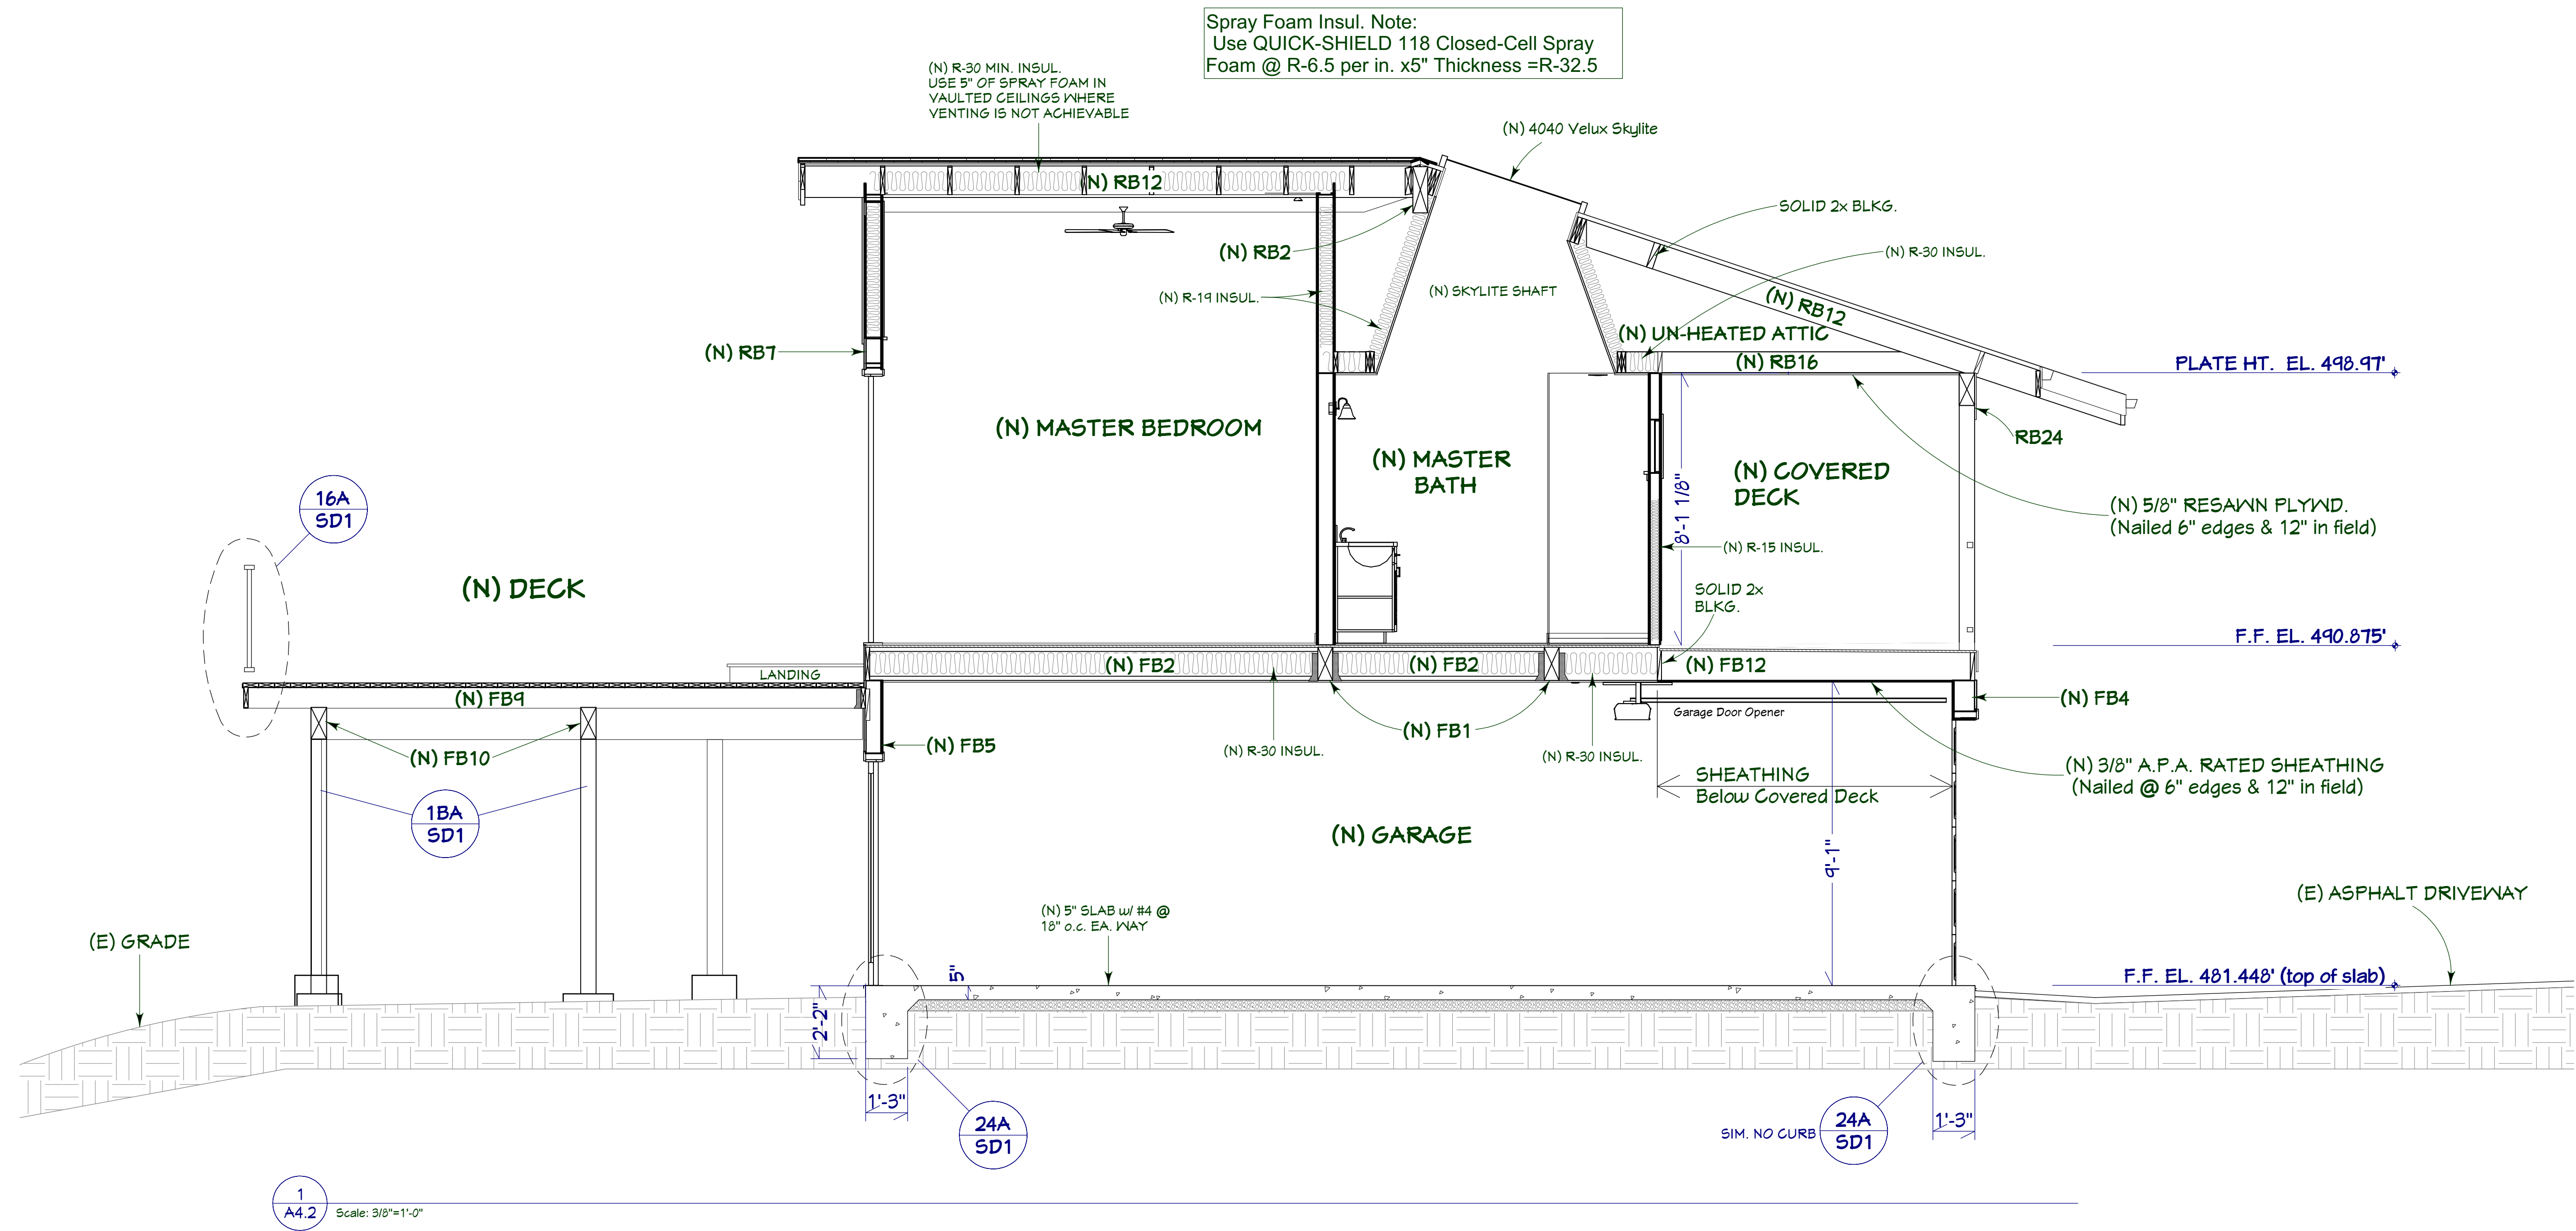 Spray Foam Insul. Note:
Use QUICK-SHIELD 118 Closed-Cell Spray
Foam @ R-6.5 per in. x5" Thickness =R-32.5
(N) R-30 MIN. INSUL.
USE 5" OF SPRAY FOAM IN
VAULTED CEILINGS WHERE
VENTING IS NOT ACHIEVABLE
(N) 4040 Velux Skylite
N) RB12
SOLID 2x BLKG.
(N) RB2
(N) R-30 INSUL.
(N) R-19 INSUL.
(N) SKYLITE SHAFT
(N) RB12
(N) UN-HEATED ATTIC
(N) RB7
(N) RB16
PLATE HT. EL. 498.97'
(N) MASTER BEDROOM
RB24
(N) MASTER
BATH
(N) COVERED
DECK
8'-1 1/8"
16A
SD1
(N) 5/8" RESAWN PLYWD.
(Nailed 6" edges & 12" in field)
(N) R-15 INSUL.
(N) DECK
SOLID 2x
BLKG.
F.F. EL. 490.875'
LANDING
(N) FB2
(N) FB2
(N) FB12
(N) FB9
(N) FB4
Garage Door Opener
(N) FB10
(N) FB5
(N) R-30 INSUL.
(N) FB1
(N) R-30 INSUL.
(N) 3/8" A.P.A. RATED SHEATHING
(Nailed @ 6" edges & 12" in field)
SHEATHING
Below Covered Deck
1BA
SD1
(N) GARAGE
9'-1"
(E) ASPHALT DRIVEWAY
(N) 5" SLAB w/ #4 @
18" o.c. EA. WAY
(E) GRADE
5"
F.F. EL. 481.448' (top of slab)
2'-2"
1'-3"
24A
SD1
SIM. NO CURB
24A
SD1
1'-3"
1
A4.2
Scale: 3/8"=1'-0"